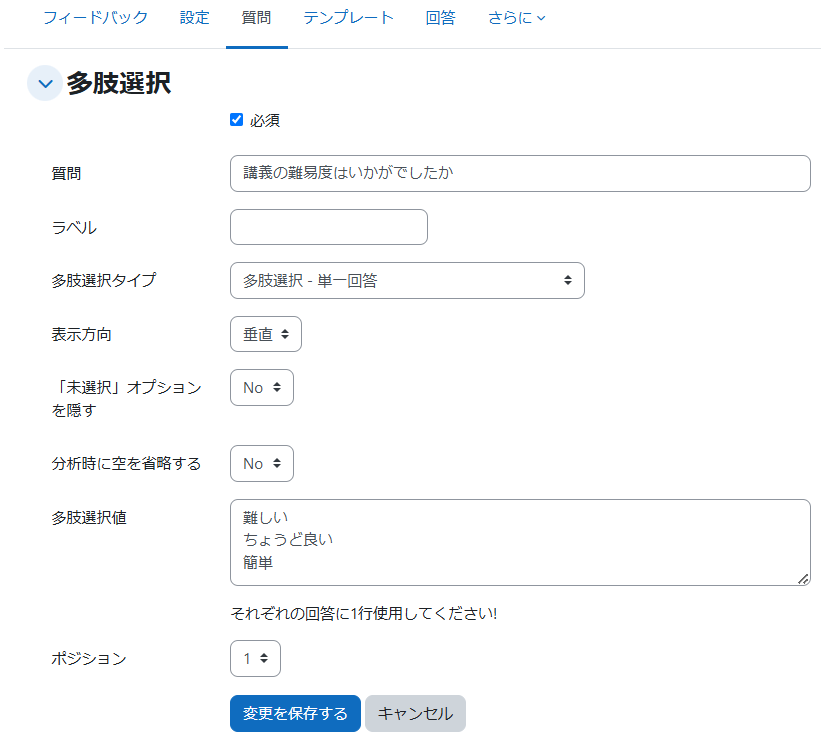 フィードバック 設定 質問 テンプレート 回答 さらに
多肢選択
必須
質問 講義の難易度はいかがでしたか
ラベル
多肢選択タイプ 多肢選択 - 単一回答
表示方向 垂直
「未選択」オプション
を隠す No
分析時に空を省略する No
多肢選択値 難しい
ちょうど良い
簡単
それぞれの回答に1行使用してください!
ポジション 1
変更を保存する キャンセル